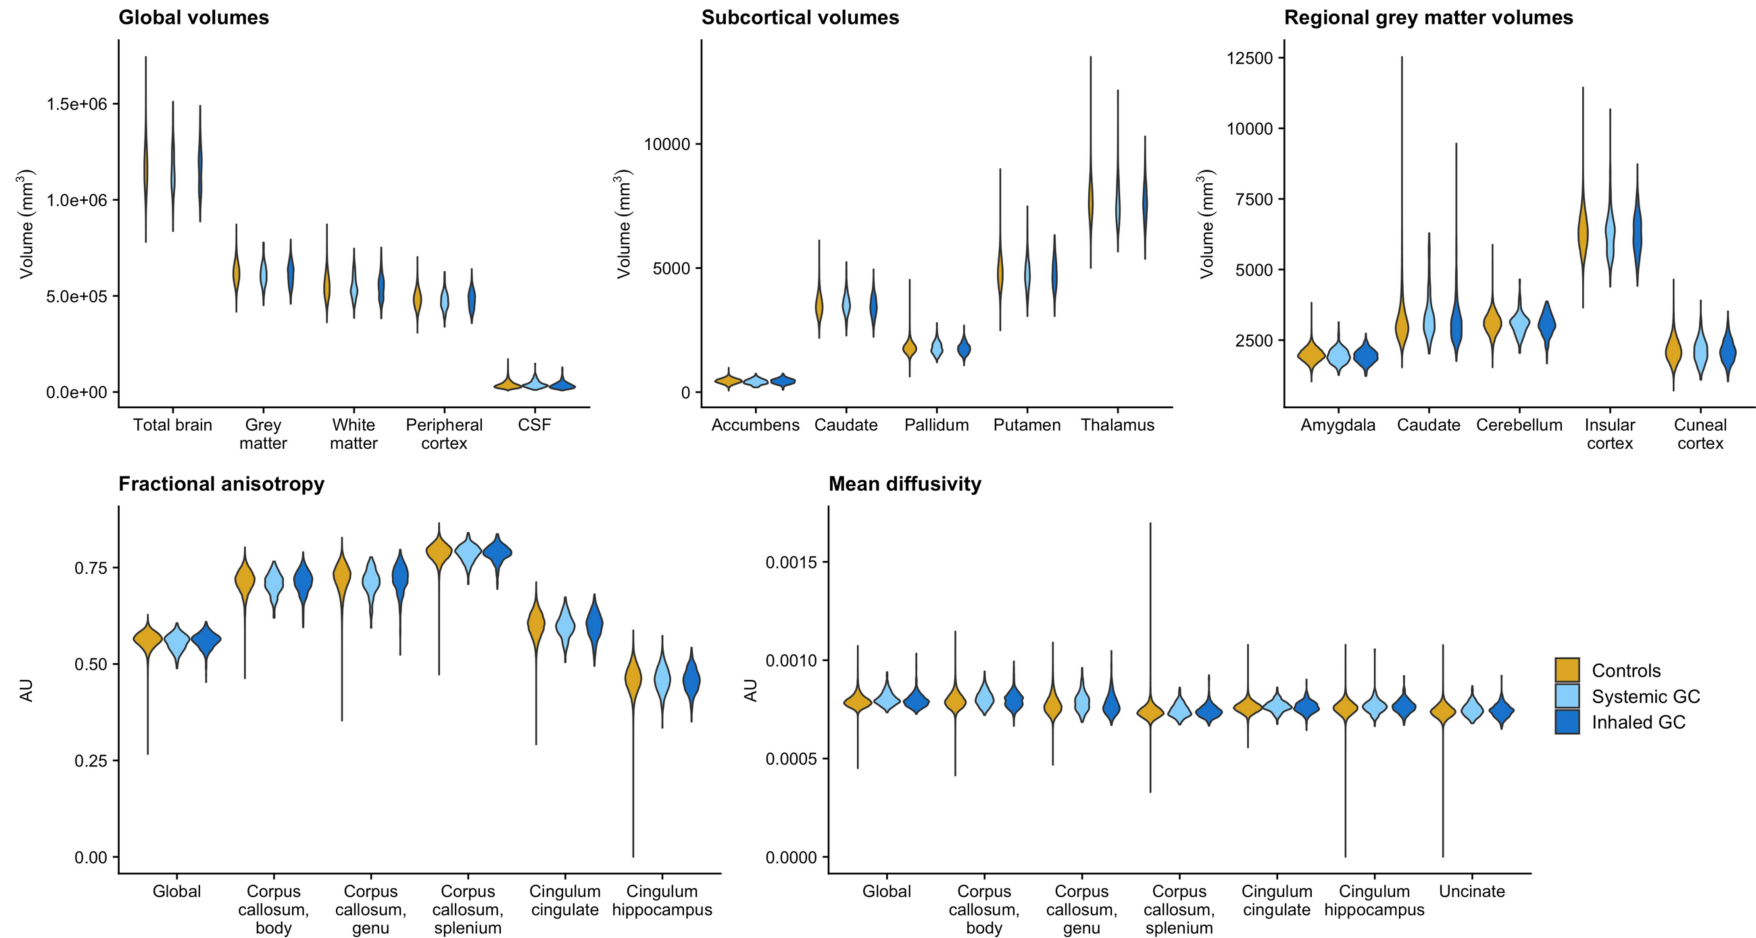 Global volumes
Volume (mm³)
1.5e+06
1.0e+06
5.0e+05
0.0e+00
Total brain
Grey
matter
White
matter
Peripheral
cortex
CSF
Subcortical volumes
Volume (mm³)
10000
5000
0
Accumbens
Caudate
Pallidum
Putamen
Thalamus
Regional grey matter volumes
Volume (mm³)
12500
10000
7500
5000
2500
Amygdala
Caudate
Cerebellum
Insular
cortex
Cuneal
cortex
Fractional anisotropy
AU
0.75
0.50
0.25
0.00
Global
Corpus
callosum,
body
Corpus
callosum,
genu
Corpus
callosum,
splenium
Cingulum
cingulate
Cingulum
hippocampus
Mean diffusivity
AU
0.0015
0.0010
0.0005
0.0000
Global
Corpus
callosum,
body
Corpus
callosum,
genu
Corpus
callosum,
splenium
Cingulum
cingulate
Cingulum
hippocampus
Uncinate
Controls
Systemic GC
Inhaled GC